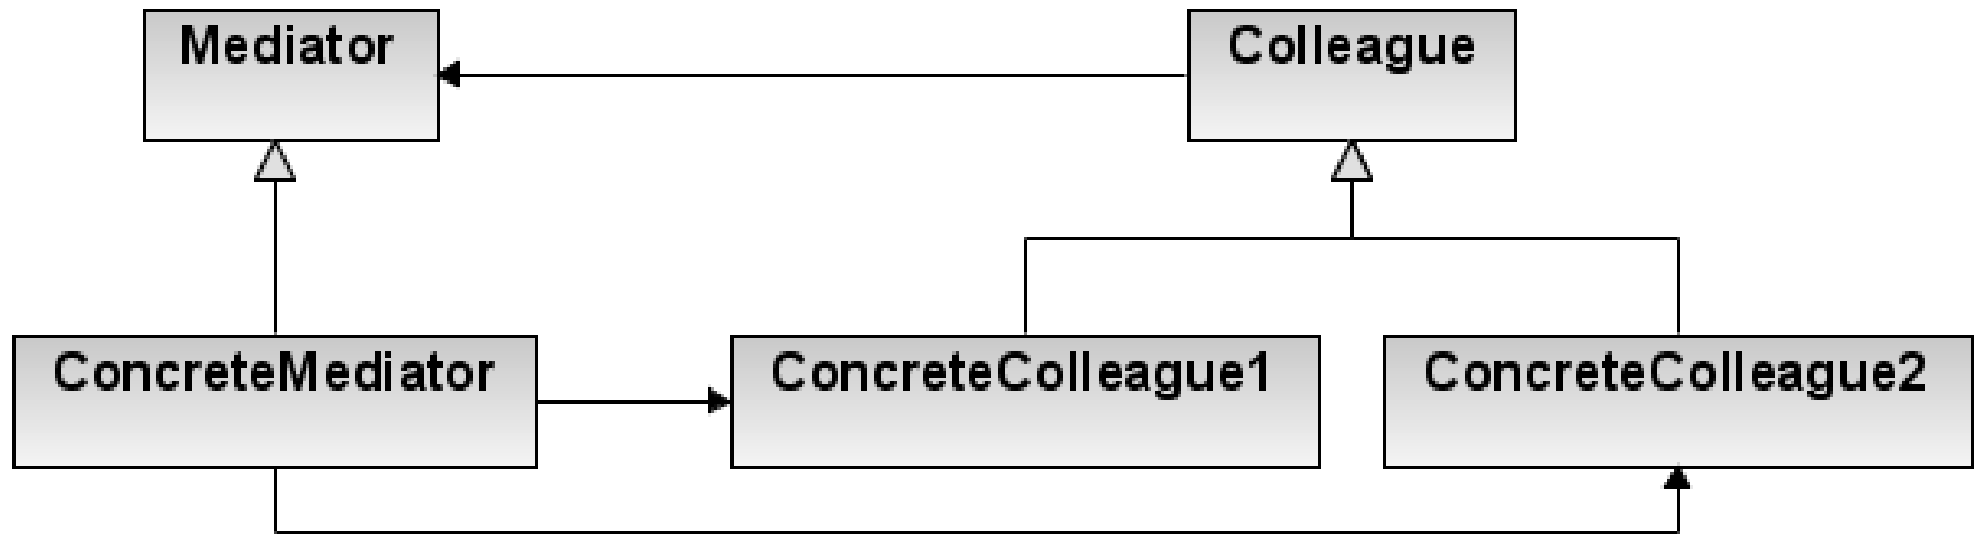 Mediator
Colleague
ConcreteMediator
ConcreteColleague1
ConcreteColleague2